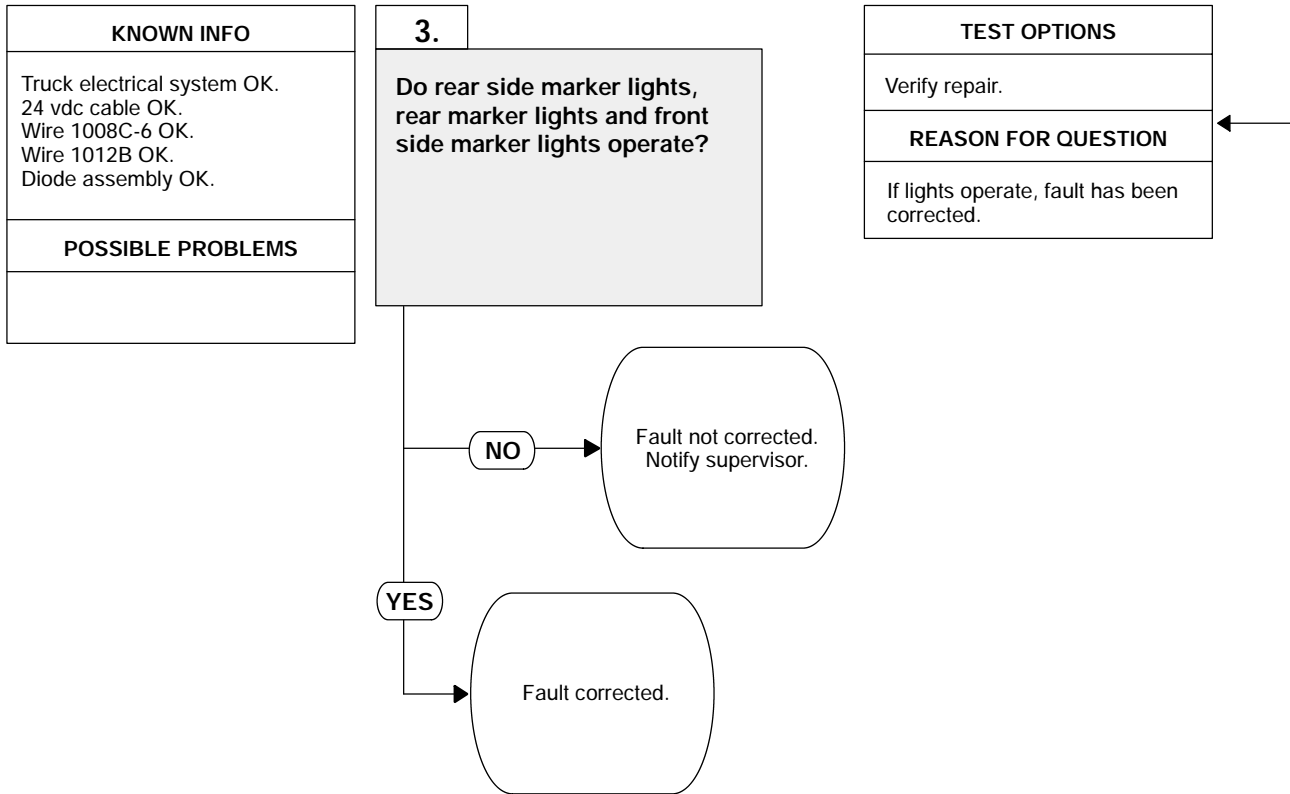 KNOWN INFO
Truck electrical system OK.
24 vdc cable OK.
Wire 1008C-6 OK.
Wire 1012B OK.
Diode assembly OK.
POSSIBLE PROBLEMS
3.
Do rear side marker lights,
rear marker lights and front
side marker lights operate?
TEST OPTIONS
Verify repair.
REASON FOR QUESTION
If lights operate, fault has been
corrected.
NO
Fault not corrected.
Notify supervisor.
YES
Fault corrected.